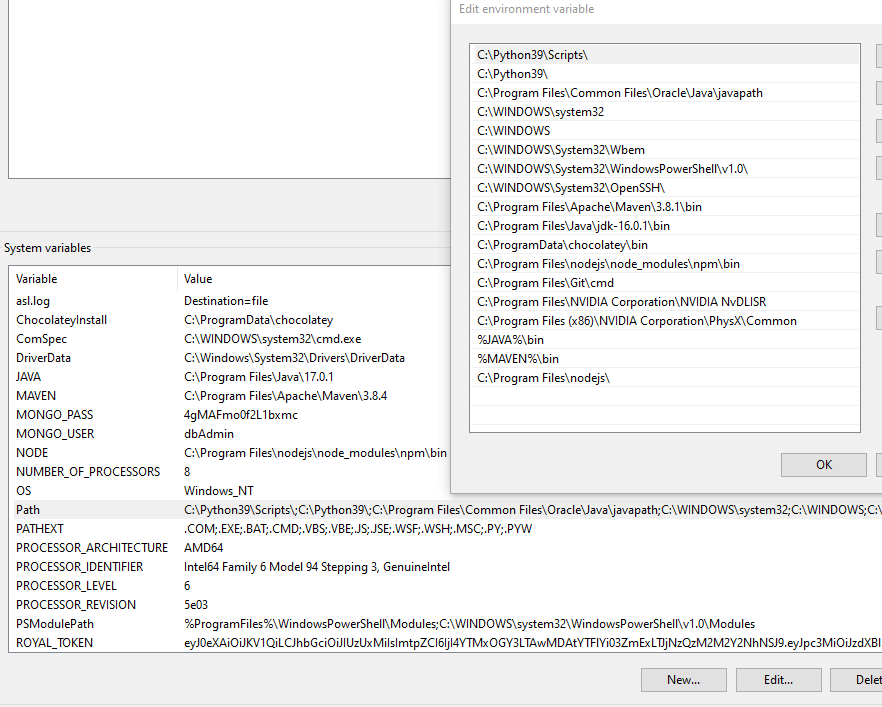 Edit environment variable
C:\Python39\Scripts\
C:\Python39\
C:\Program Files\Common Files\Oracle\Java\javapath
C:\WINDOWS\system32
C:\WINDOWS
C:\WINDOWS\System32\Wbem
C:\WINDOWS\System32\WindowsPowerShell\v1.0\
C:\WINDOWS\System32\OpenSSH\
C:\Program Files\Apache\Maven\3.8.1\bin
C:\Program Files\Java\jdk-16.0.1\bin
C:\ProgramData\chocolatey\bin
C:\Program Files\nodejs\node_modules\npm\bin
C:\Program Files\Git\cmd
C:\Program Files\NVIDIA Corporation\NVIDIA NvDLISR
C:\Program Files (x86)\NVIDIA Corporation\PhysX\Common
%JAVA%\bin
%MAVEN%\bin
C:\Program Files\nodejs\
OK
System variables
Variable Value
asl.log Destination=file
ChocolateyInstall C:\ProgramData\chocolatey
ComSpec C:\WINDOWS\system32\cmd.exe
DriverData C:\Windows\System32\Drivers\DriverData
JAVA C:\Program Files\Java\17.0.1
MAVEN C:\Program Files\Apache\Maven\3.8.4
MONGO_PASS 4gMAFmo0f2L1bxmc
MONGO_USER dbAdmin
NODE C:\Program Files\nodejs\node_modules\npm\bin
NUMBER_OF_PROCESSORS 8
OS Windows_NT
Path C:\Python39\Scripts\;C:\Python39\;C:\Program Files\Common Files\Oracle\Java\javapath;C:\WINDOWS\system32;C:\WINDOWS;C:\
PATHEXT .COM;.EXE;.BAT;.CMD;.VBS;.VBE;.JS;.JSE;.WSF;.WSH;.MSC;.PY;.PYW
PROCESSOR_ARCHITECTURE AMD64
PROCESSOR_IDENTIFIER Intel64 Family 6 Model 94 Stepping 3, GenuineIntel
PROCESSOR_LEVEL 6
PROCESSOR_REVISION 5e03
PSModulePath %ProgramFiles%\WindowsPowerShell\Modules;C:\WINDOWS\system32\WindowsPowerShell\v1.0\Modules
ROYAL_TOKEN
New... Edit... Delet